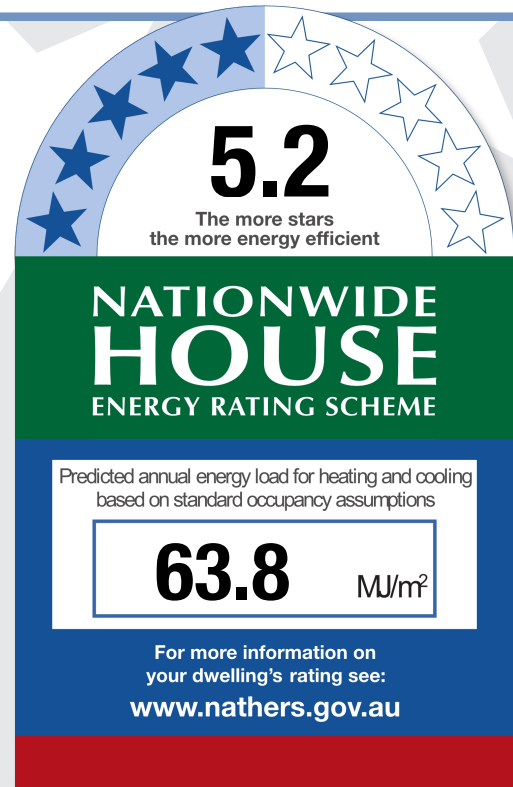 5.2
The more stars
the more energy efficient
NATIONWIDE
HOUSE
ENERGY RATING SCHEME
Predicted annual energy load for heating and cooling
based on standard occupancy assumptions
63.8 MJ/m²
For more information on
your dwelling's rating see:
www.nathers.gov.au